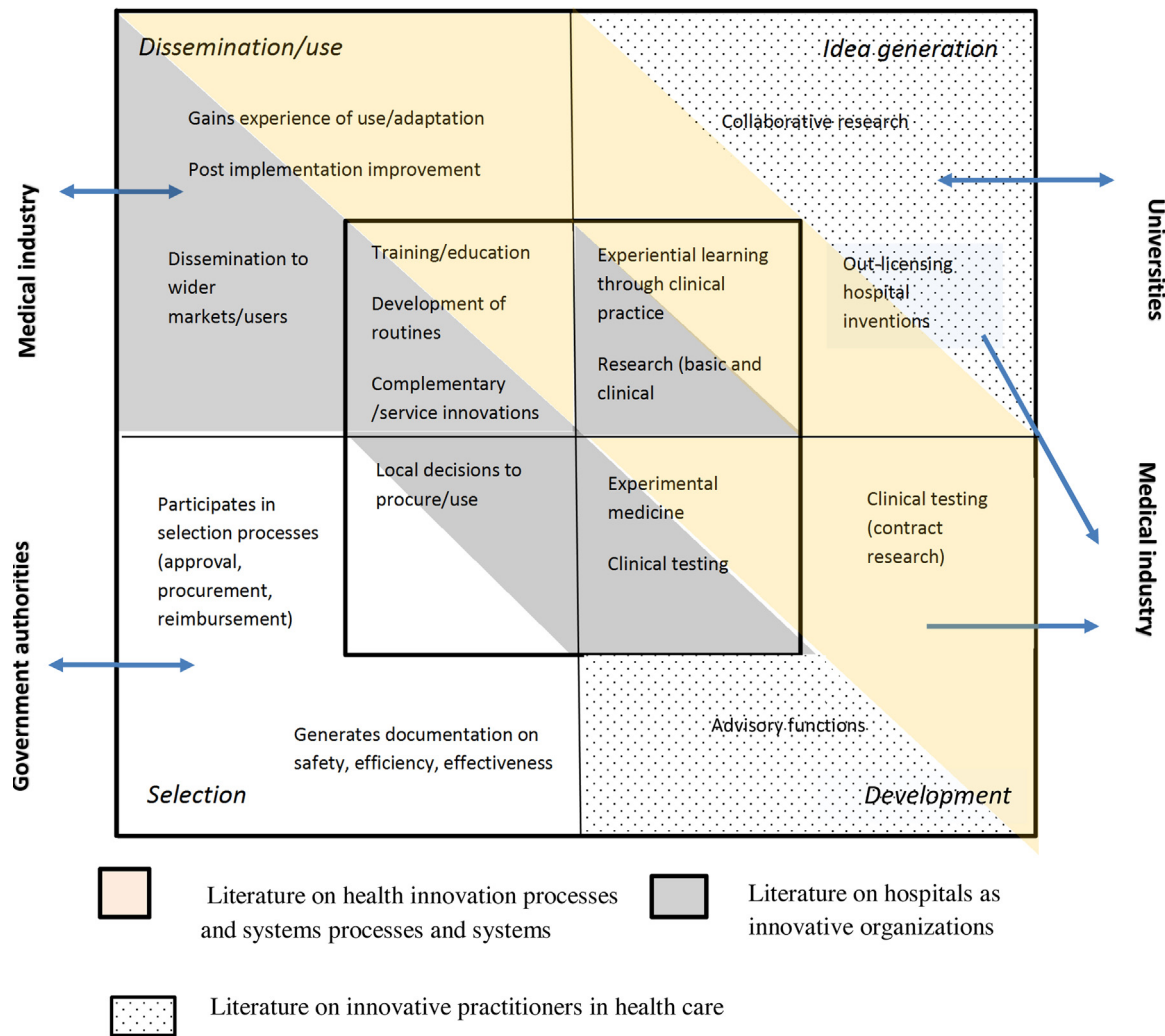 Dissemination/use
Idea generation
Gains experience of use/adaptation
Collaborative research
Post implementation improvement
Medical industry
Universities
Dissemination to
wider
markets/users
Training/education
Development of
routines
Complementary
/service innovations
Experiential learning
through clinical
practice
Research (basic and
clinical
Out-licensing
hospital
inventions
Local decisions to
procure/use
Experimental
medicine
Clinical testing
Clinical testing
(contract
research)
Medical industry
Participates in
selection processes
(approval,
procurement,
reimbursement)
Government authorities
Generates documentation on
safety, efficiency, effectiveness
Advisory functions
Selection
Development
Literature on health innovation processes
and systems processes and systems
Literature on hospitals as
innovative organizations
Literature on innovative practitioners in health care